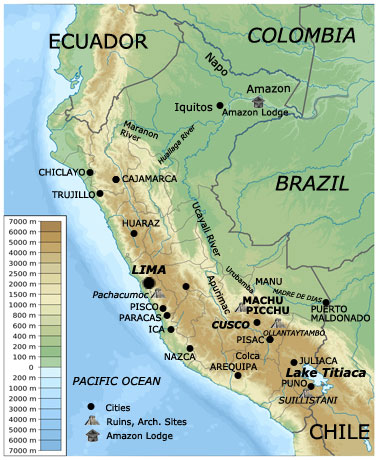 ECUADOR
COLOMBIA
Napo
Amazon
Iquitos
Amazon Lodge
Maranon
River
Huallaga River
CHICLAYO
CAJAMARCA
TRUJILLO
BRAZIL
Ucayali River
HUARAZ
7000 m
6000 m
5000 m
4000 m
3000 m
2500 m
2000 m
1500 m
1000 m
500 m
200 m
100 m
0
200 m
1000 m
2000 m
3000 m
4000 m
5000 m
6000 m
7000 m
LIMA
Pachacumoc
PISCO
PARACAS
ICA
NAZCA
Apurimac
Urubamba
MANU
MADRE DE DIAS
MACHU
PICCHU
PUERTO
MALDONADO
CUSCO
OLLANTAYTAMBO
PISAC
Colca
AREQUIPA
JULIACA
Lake Titiaca
PUNO
SUILLISTANI
PACIFIC OCEAN
Cities
Ruins, Arch. Sites
Amazon Lodge
CHILE